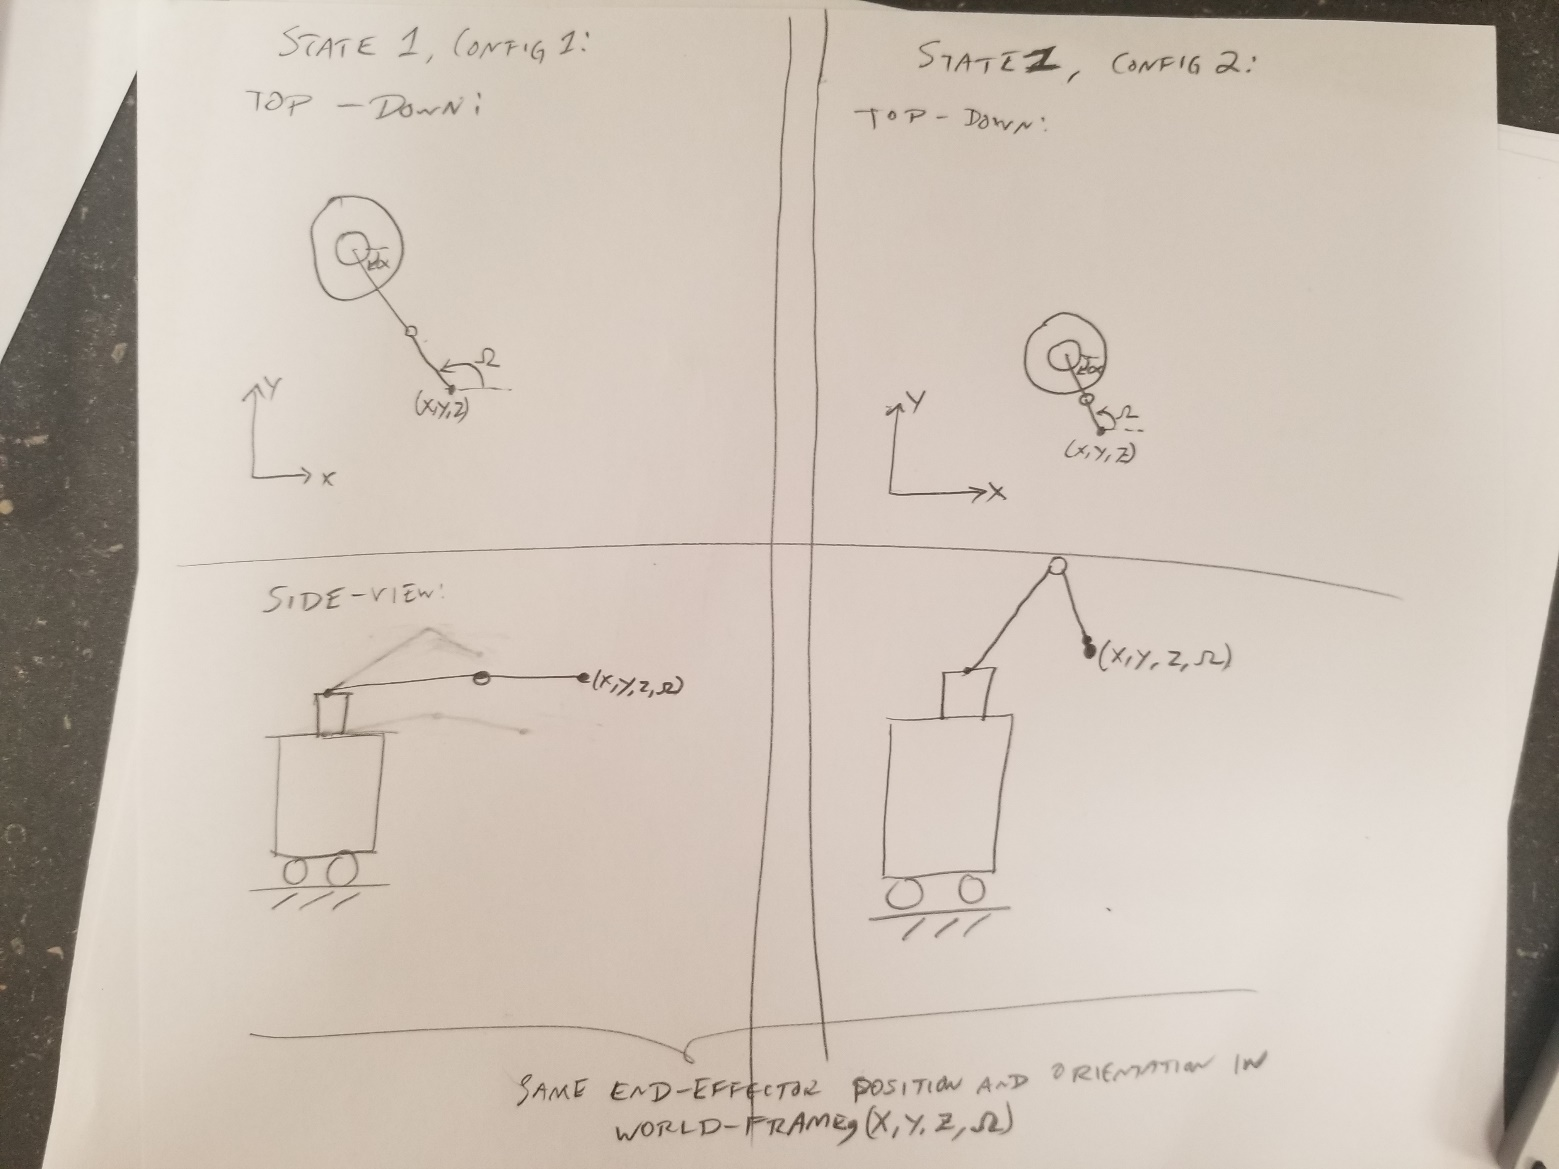 STATE 1, CONFIG 1:
TOP-DOWN:
Ω
(X,Y,Z)
Y
X
STATE 1, CONFIG 2:
TOP-DOWN:
Ω
(X,Y,Z)
Y
X
SIDE-VIEW:
(X,Y,Z,Ω)
(X,Y,Z,Ω)
SAME END-EFFECTOR POSITION AND ORIENTATION IN
WORLD-FRAME, (X,Y,Z,Ω)